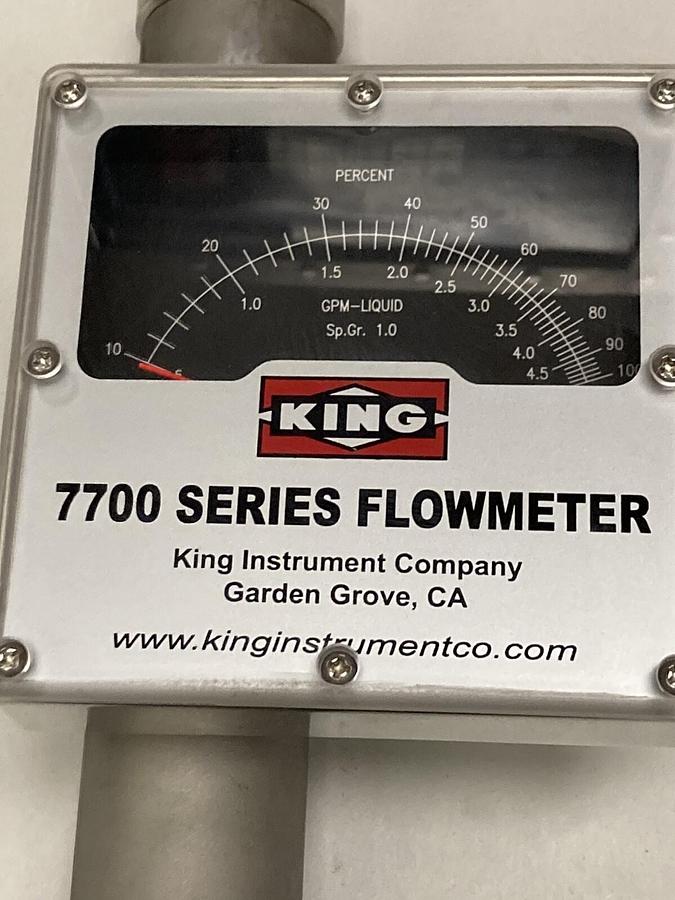 PERCENT
10 20 30 40 50 60 70 80 90 100
1.0 1.5 2.0 2.5 3.0 3.5 4.0 4.5
GPM-LIQUID
Sp.Gr. 1.0
KING
7700 SERIES FLOWMETER
King Instrument Company
Garden Grove, CA
www.kinginstrumentco.com